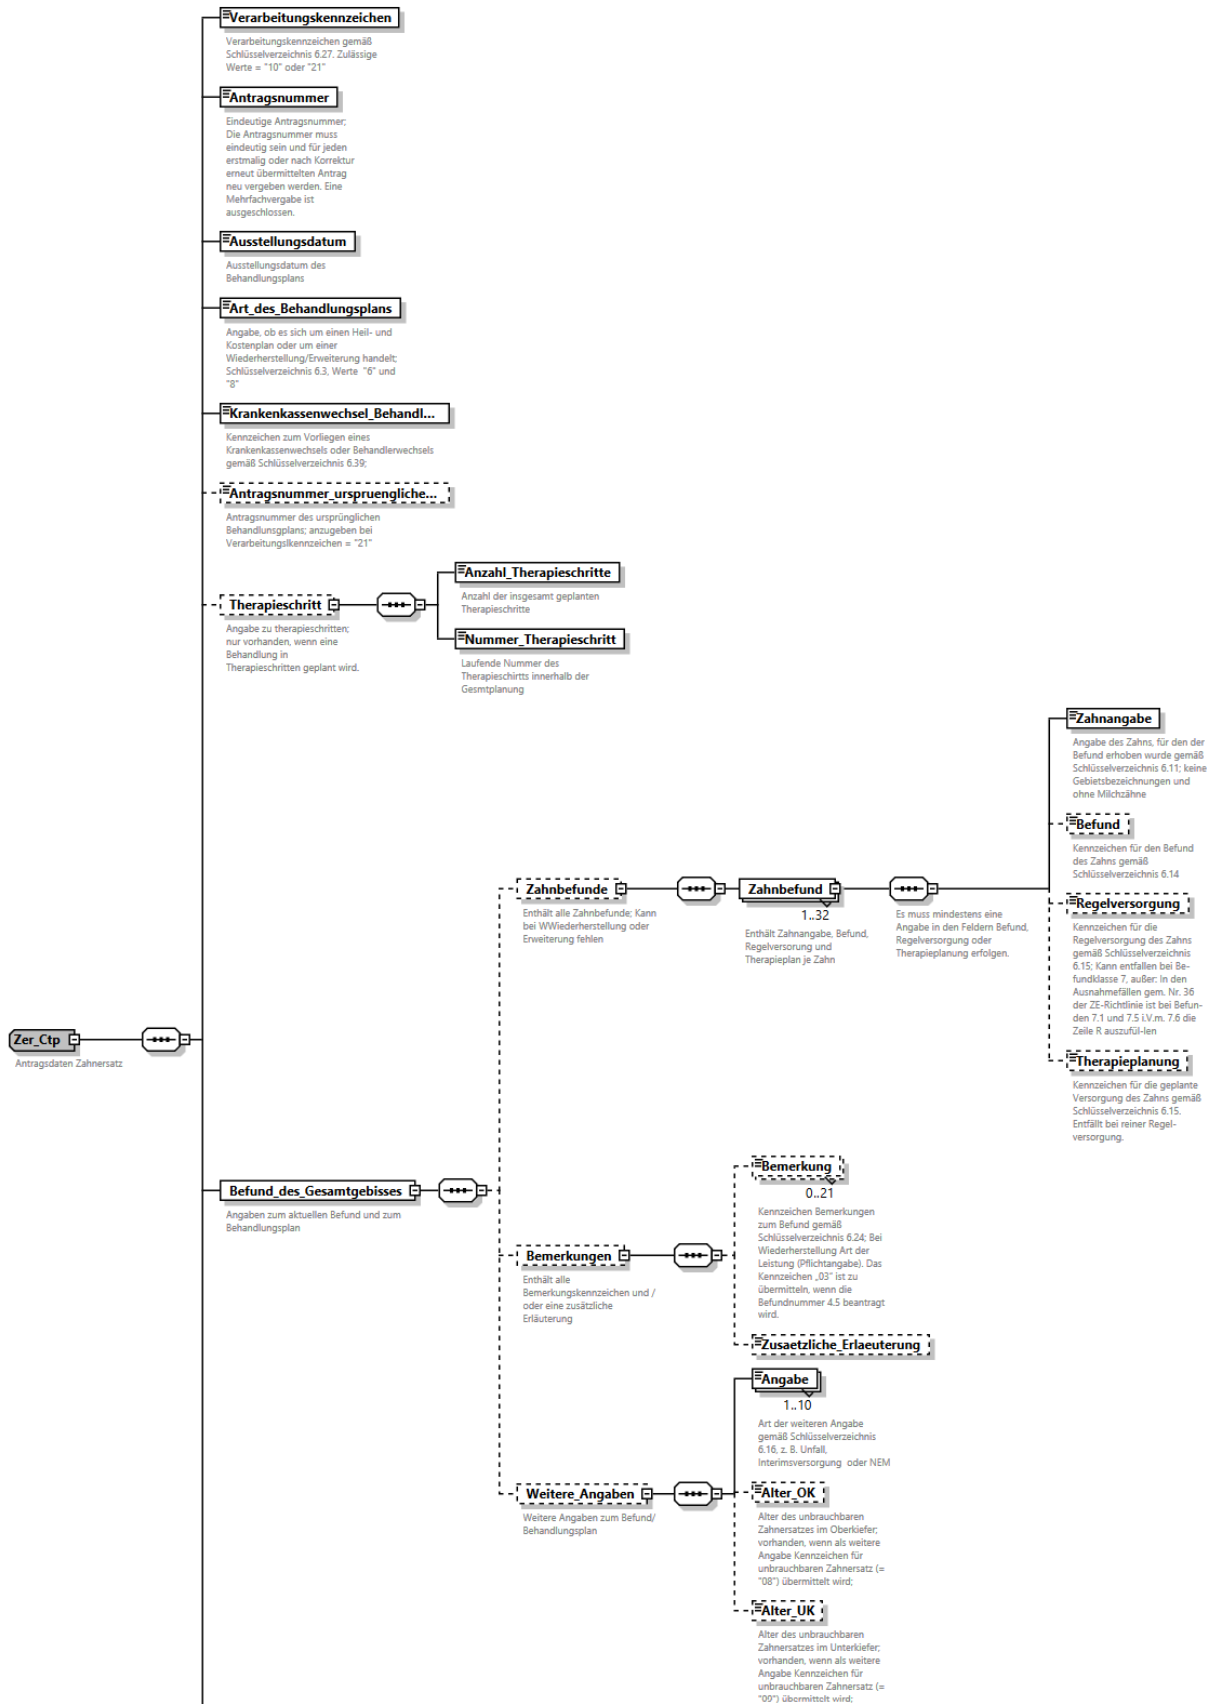 Verarbeitungskennzeichen
Verarbeitungskennzeichen gemäß
Schlüsselverzeichnis 6.27. Zulässige
Werte = "10" oder "21"
Antragsnummer
Eindeutige Antragsnummer;
Die Antragsnummer muss
eindeutig sein und für jeden
erstmalig oder nach Korrektur
erneut übermittelten Antrag
neu vergeben werden. Eine
Mehrfachvergabe ist
ausgeschlossen.
Ausstellungsdatum
Ausstellungsdatum des
Behandlungsplans
Art_des_Behandlungsplans
Angabe, ob es sich um einen Heil- und
Kostenplan oder um einer
Wiederherstellung/Erweiterung handelt;
Schlüsselverzeichnis 6.3, Werte "6" und
"8"
Krankenkassenwechsel_Behandl...
Kennzeichen zum Vorliegen eines
Krankenkassenwechsels oder Behandlerwechsels
gemäß Schlüsselverzeichnis 6.39;
Antragsnummer_urspruengliche...
Antragsnummer des ursprünglichen
Behandlunsgplans; anzugeben bei
Verarbeitungslkennzeichen = "21"
Therapieschritt
Angabe zu therapieschritten;
nur vorhanden, wenn eine
Behandlung in
Therapieschritten geplant wird.
Anzahl_Therapieschritte
Anzahl der insgesamt geplanten
Therapieschritte
Nummer_Therapieschritt
Laufende Nummer des
Therapieschirtts innerhalb der
Gesmtplanung
Zer_Ctp
Antragsdaten Zahnersatz
Befund_des_Gesamtgebisses
Angaben zum aktuellen Befund und zum
Behandlungsplan
Zahnbefunde
Enthält alle Zahnbefunde; Kann
bei WWiederherstellung oder
Erweiterung fehlen
Zahnbefund
1..32
Enthält Zahnangabe, Befund,
Regelversorung und
Therapieplan je Zahn
Es muss mindestens eine
Angabe in den Feldern Befund,
Regelversorgung oder
Therapieplanung erfolgen.
Zahnangabe
Angabe des Zahns, für den der
Befund erhoben wurde gemäß
Schlüsselverzeichnis 6.11; keine
Gebietsbezeichnungen und
ohne Milchzähne
Befund
Kennzeichen für den Befund
des Zahns gemäß
Schlüsselverzeichnis 6.14
Regelversorgung
Kennzeichen für die
Regelversorgung des Zahns
gemäß Schlüsselverzeichnis
6.15; Kann entfallen bei Be-
fundklasse 7, außer: In den
Ausnahmefällen gem. Nr. 36
der ZE-Richtlinie ist bei Befun-
den 7.1 und 7.5 i.V.m. 7.6 die
Zeile R auszufül-len
Therapieplanung
Kennzeichen für die geplante
Versorgung des Zahns gemäß
Schlüsselverzeichnis 6.15.
Entfällt bei reiner Regel-
versorgung.
Bemerkungen
Enthält alle
Bemerkungskennzeichen und /
oder eine zusätzliche
Erläuterung
Bemerkung
0..21
Kennzeichen Bemerkungen
zum Befund gemäß
Schlüsselverzeichnis 6.24; Bei
Wiederherstellung Art der
Leistung (Pflichtangabe). Das
Kennzeichen „03" ist zu
übermitteln, wenn die
Befundnummer 4.5 beantragt
wird.
Zusaetzliche_Erlaeuterung
Weitere_Angaben
Weitere Angaben zum Befund/
Behandlungsplan
Angabe
1..10
Art der weiteren Angabe
gemäß Schlüsselverzeichnis
6.16, z. B. Unfall,
Interimsversorgung oder NEM
Alter_OK
Alter des unbrauchbaren
Zahnersatzes im Oberkiefer;
vorhanden, wenn als weitere
Angabe Kennzeichen für
unbrauchbaren Zahnersatz (=
"08") übermittelt wird;
Alter_UK
Alter des unbrauchbaren
Zahnersatzes im Unterkiefer;
vorhanden, wenn als weitere
Angabe Kennzeichen für
unbrauchbaren Zahnersatz (=
"09") übermittelt wird;